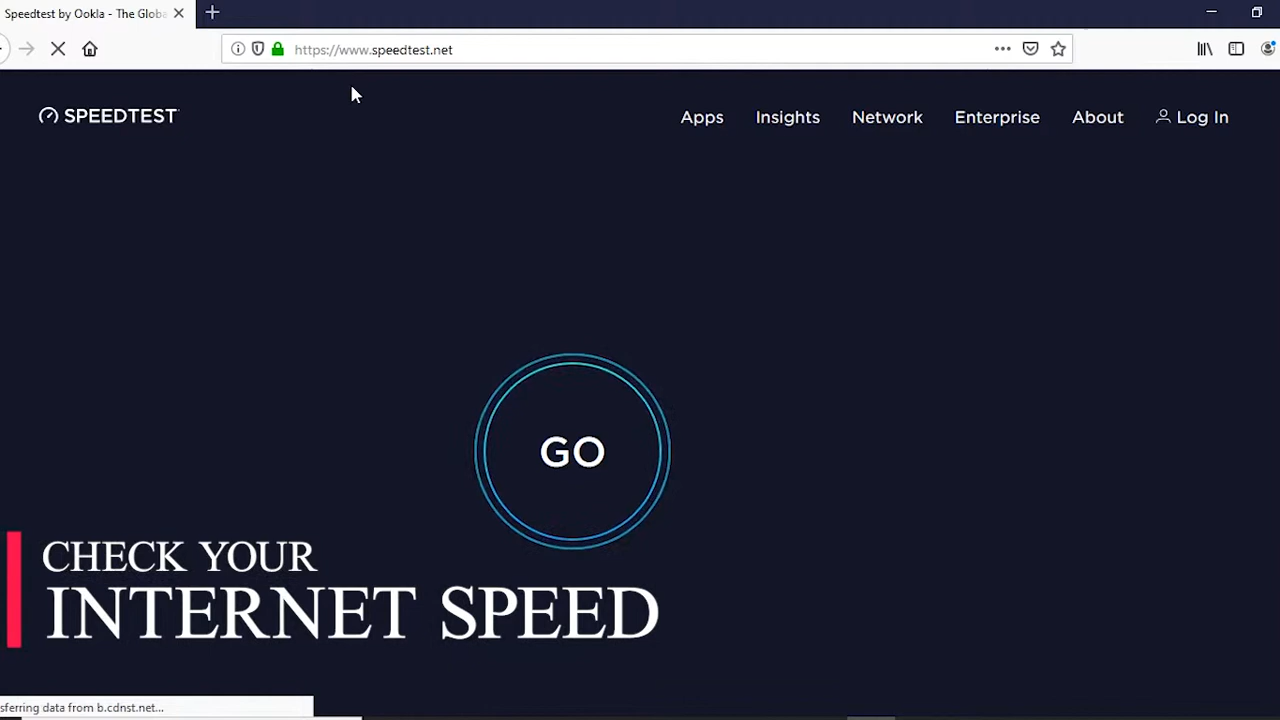 Speedtest by Ookla - The Globa
https://www.speedtest.net
SPEEDTEST
Apps Insights Network Enterprise About Log In
GO
CHECK YOUR
INTERNET SPEED
sferring data from b.cdnst.net...